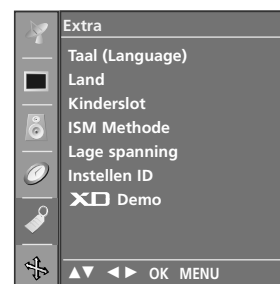 Extra
Taal (Language)
Land
Kinderslot
ISM Methode
Lage spanning
Instellen ID
XD Demo
▲▼ ◄► OK MENU